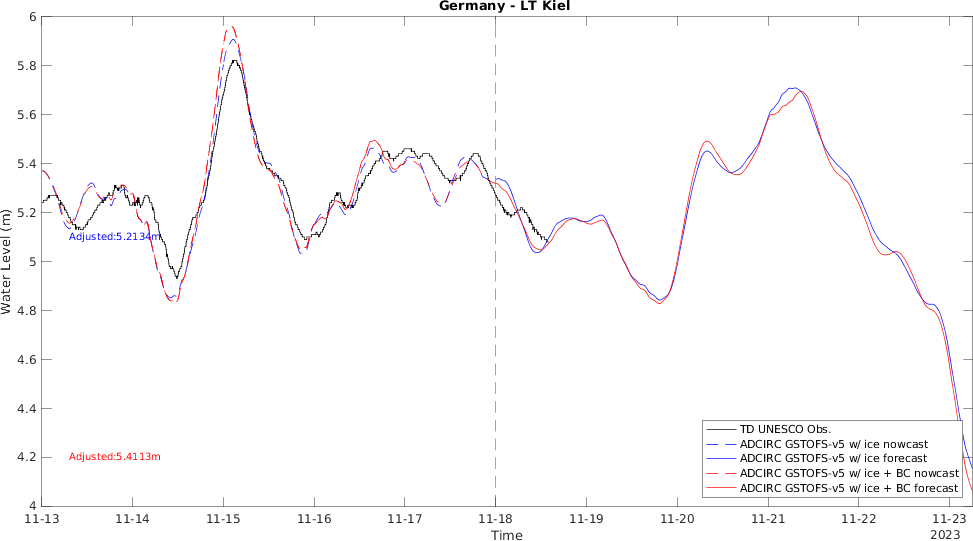 Germany - LT Kiel
6
5.8
5.6
5.4
5.2
5
4.8
4.6
4.4
4.2
4
Water Level (m)
Adjusted:5.2134m
Adjusted:5.4113m
TD UNESCO Obs.
ADCIRC GSTOFS-v5 w/ ice nowcast
ADCIRC GSTOFS-v5 w/ ice forecast
ADCIRC GSTOFS-v5 w/ ice + BC nowcast
ADCIRC GSTOFS-v5 w/ ice + BC forecast
11-13 11-14 11-15 11-16 11-17 11-18 11-19 11-20 11-21 11-22 11-23
2023
Time